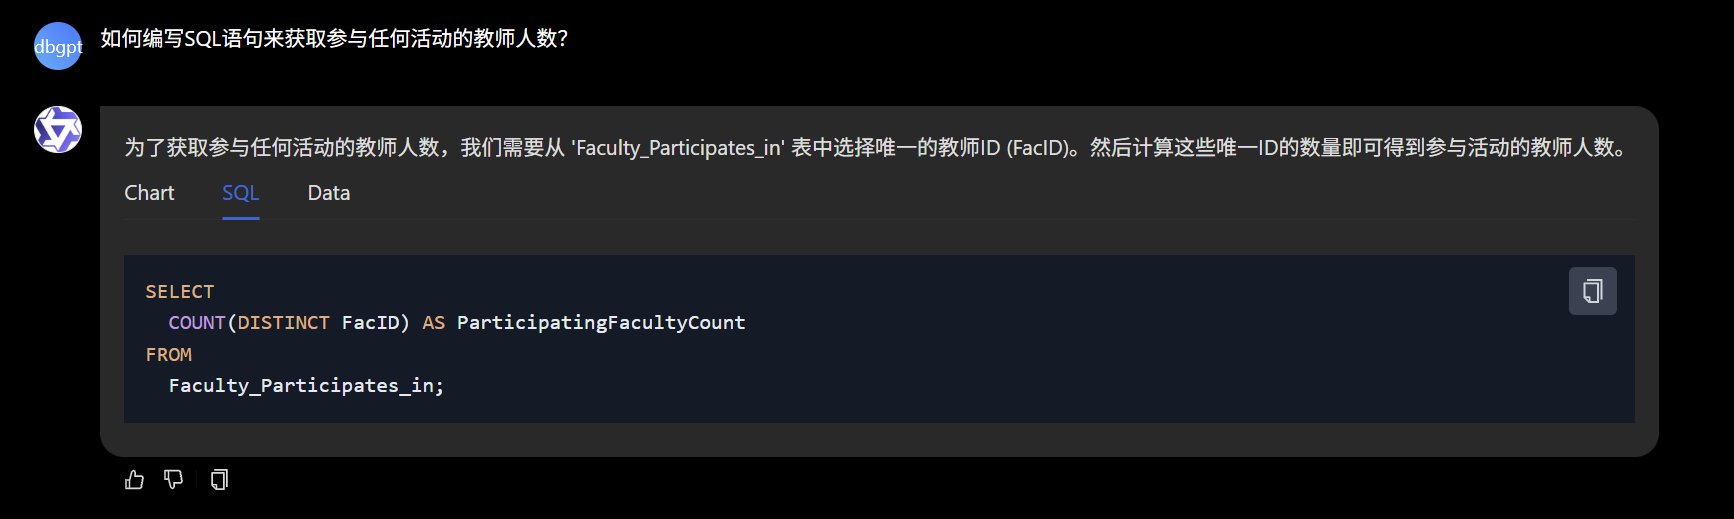 dbgpt
如何编写SQL语句来获取参与任何活动的教师人数？
为了获取参与任何活动的教师人数，我们需要从 'Faculty_Participates_in' 表中选择唯一的教师ID (FacID)。然后计算这些唯一ID的数量即可得到参与活动的教师人数。
Chart SQL Data
SELECT
  COUNT(DISTINCT FacID) AS ParticipatingFacultyCount
FROM
  Faculty_Participates_in;